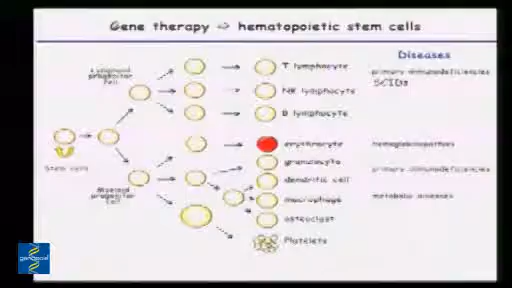 Gene therapy ⇨ hematopoietic stem cells
Diseases
Lymphoid
progenitor
cell
T lymphocyte
primary immunodeficiencies
SCIDs
NK lymphocyte
B lymphocyte
Stem cells
erythrocyte
hemoglobinopathies
granulocyte
primary immunodeficiencies
dendritic cell
Myeloid
progenitor
cell
macrophage
metabolic diseases
osteoclast
Platelets